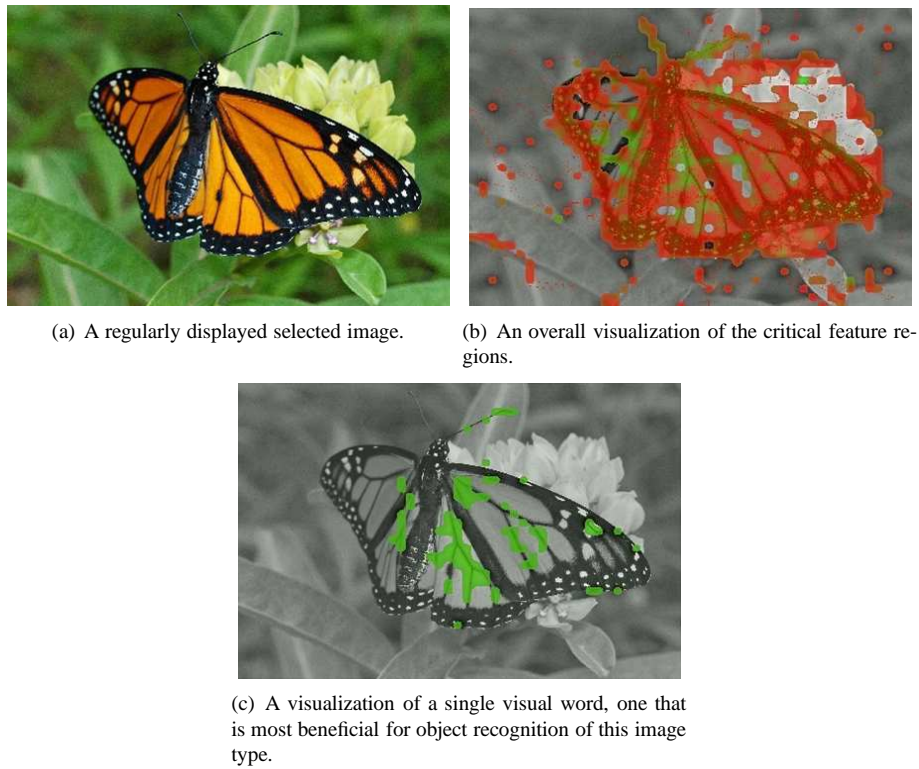 (a) A regularly displayed selected image.
(b) An overall visualization of the critical feature re-
gions.
(c) A visualization of a single visual word, one that
is most beneficial for object recognition of this image
type.